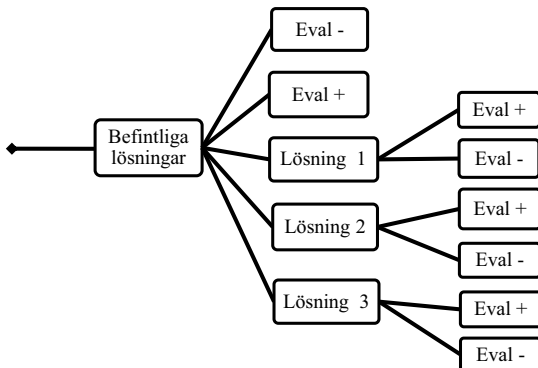 Eval -
Eval +
Befintliga
lösningar
Lösning 1
Eval +
Eval -
Lösning 2
Eval +
Eval -
Lösning 3
Eval +
Eval -